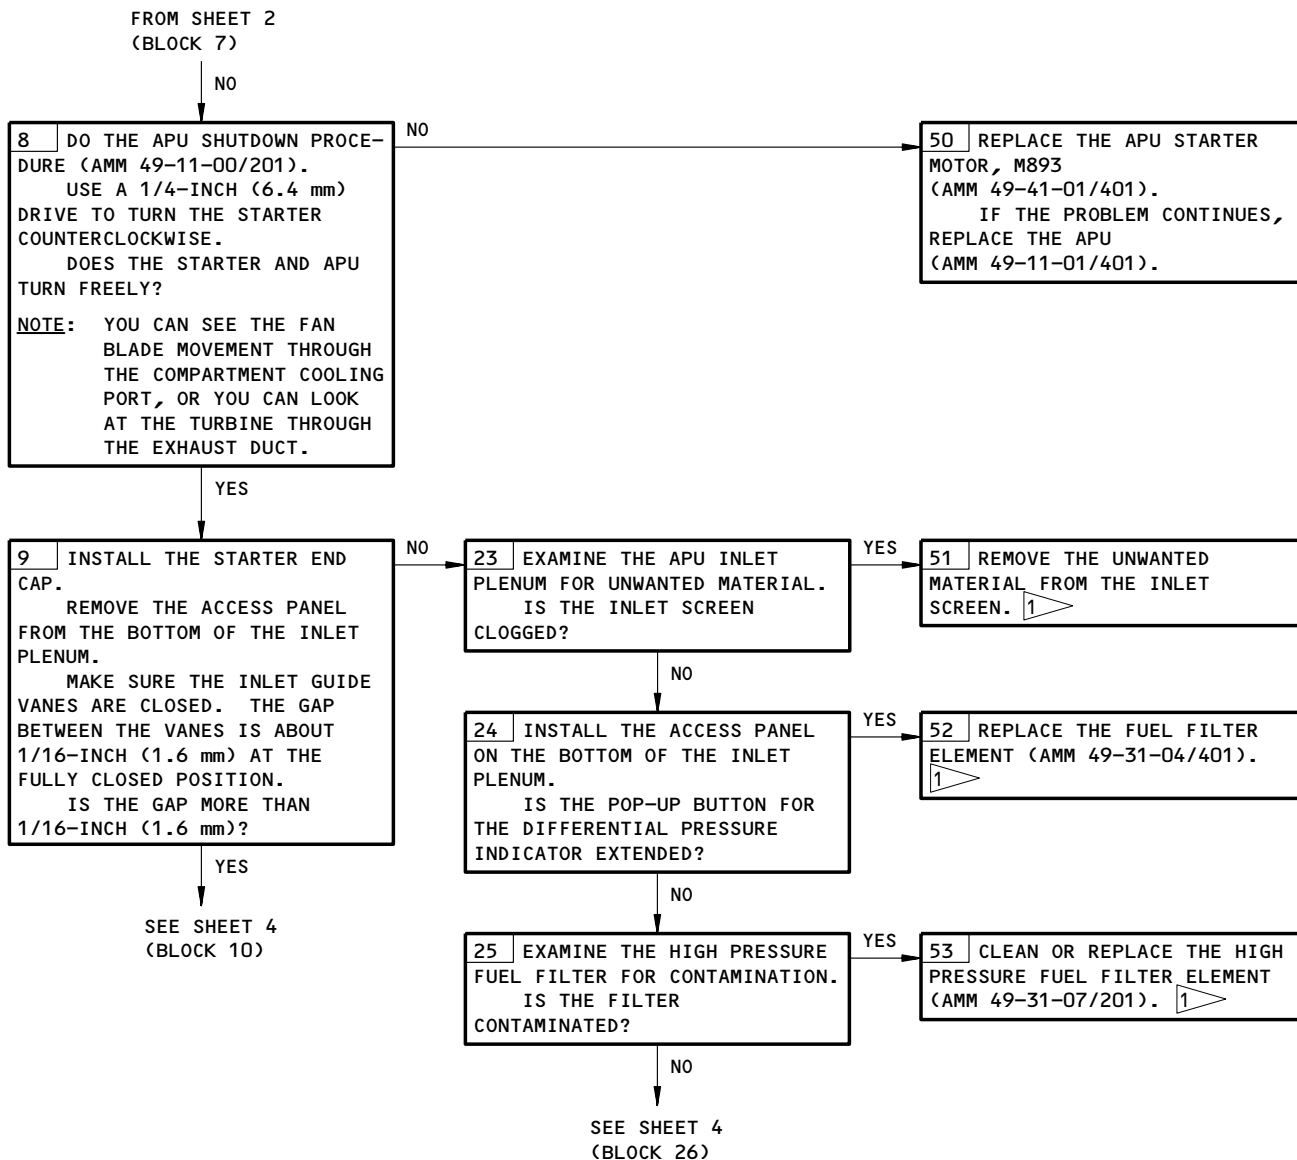 FROM SHEET 2
(BLOCK 7)
NO
8 DO THE APU SHUTDOWN PROCE-
DURE (AMM 49-11-00/201).
USE A 1/4-INCH (6.4 mm)
DRIVE TO TURN THE STARTER
COUNTERCLOCKWISE.
DOES THE STARTER AND APU
TURN FREELY?
NOTE: YOU CAN SEE THE FAN
BLADE MOVEMENT THROUGH
THE COMPARTMENT COOLING
PORT, OR YOU CAN LOOK
AT THE TURBINE THROUGH
THE EXHAUST DUCT.
NO
50 REPLACE THE APU STARTER
MOTOR, M893
(AMM 49-41-01/401).
IF THE PROBLEM CONTINUES,
REPLACE THE APU
(AMM 49-11-01/401).
YES
9 INSTALL THE STARTER END
CAP.
REMOVE THE ACCESS PANEL
FROM THE BOTTOM OF THE INLET
PLENUM.
MAKE SURE THE INLET GUIDE
VANES ARE CLOSED. THE GAP
BETWEEN THE VANES IS ABOUT
1/16-INCH (1.6 mm) AT THE
FULLY CLOSED POSITION.
IS THE GAP MORE THAN
1/16-INCH (1.6 mm)?
YES
SEE SHEET 4
(BLOCK 10)
NO
23 EXAMINE THE APU INLET
PLENUM FOR UNWANTED MATERIAL.
IS THE INLET SCREEN
CLOGGED?
YES
51 REMOVE THE UNWANTED
MATERIAL FROM THE INLET
SCREEN. 1
NO
24 INSTALL THE ACCESS PANEL
ON THE BOTTOM OF THE INLET
PLENUM.
IS THE POP-UP BUTTON FOR
THE DIFFERENTIAL PRESSURE
INDICATOR EXTENDED?
YES
52 REPLACE THE FUEL FILTER
ELEMENT (AMM 49-31-04/401).
1
NO
25 EXAMINE THE HIGH PRESSURE
FUEL FILTER FOR CONTAMINATION.
IS THE FILTER
CONTAMINATED?
YES
53 CLEAN OR REPLACE THE HIGH
PRESSURE FUEL FILTER ELEMENT
(AMM 49-31-07/201). 1
NO
SEE SHEET 4
(BLOCK 26)